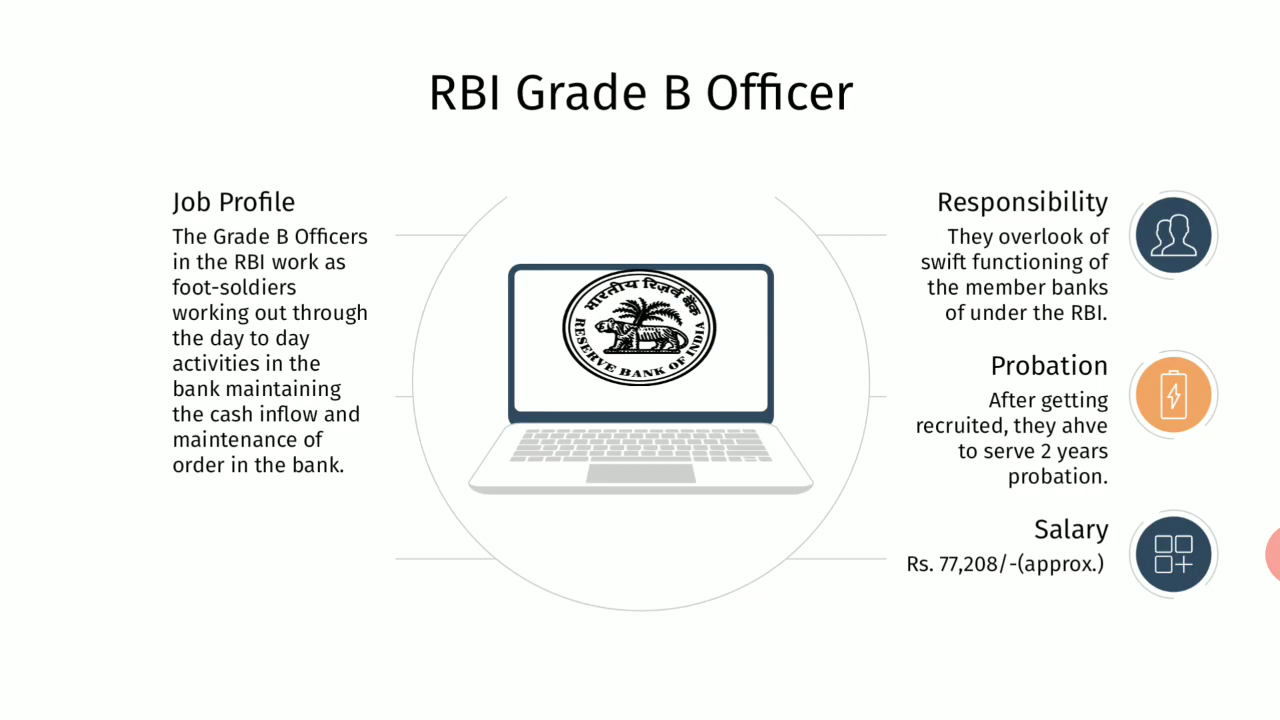 RBI Grade B Officer
Job Profile
The Grade B Officers
in the RBI work as
foot-soldiers
working out through
the day to day
activities in the
bank maintaining
the cash inflow and
maintenance of
order in the bank.
भारतीय रिज़र्व बैंक
RESERVE BANK OF INDIA
Responsibility
They overlook of
swift functioning of
the member banks
of under the RBI.
Probation
After getting
recruited, they ahve
to serve 2 years
probation.
Salary
Rs. 77,208/-(approx.)